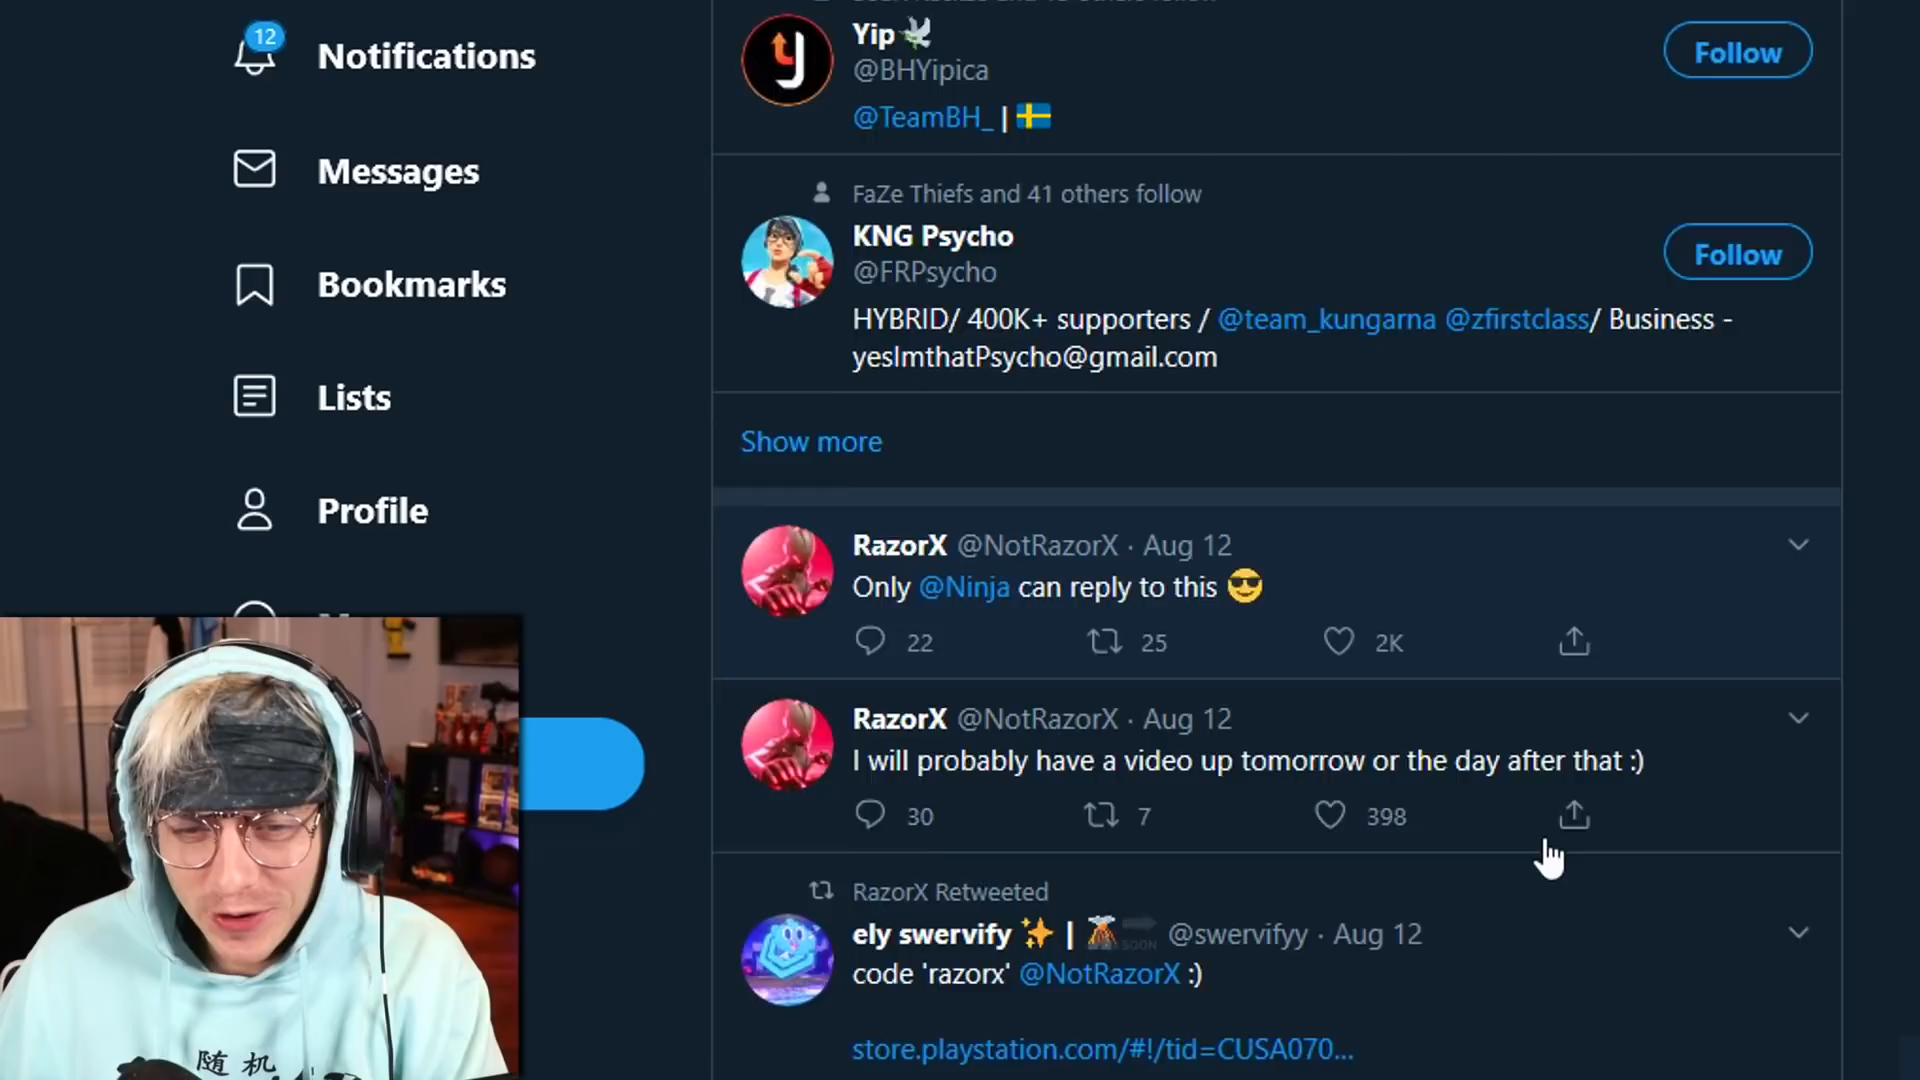 12
Notifications
Messages
Bookmarks
Lists
Profile
Yip
@BHYipica
@TeamBH_ |
Follow
FaZe Thiefs and 41 others follow
KNG Psycho
@FRPsycho
Follow
HYBRID/ 400K+ supporters / @team_kungarna @zfirstclass/ Business -
yesImthatPsycho@gmail.com
Show more
RazorX @NotRazorX · Aug 12
Only @Ninja can reply to this 😎
22 25 2K
RazorX @NotRazorX · Aug 12
I will probably have a video up tomorrow or the day after that :)
30 7 398
RazorX Retweeted
ely swervify ✨ | 🌋 SOON @swervifyy · Aug 12
code 'razorx' @NotRazorX :)
store.playstation.com/#!/tid=CUSA070...
随机